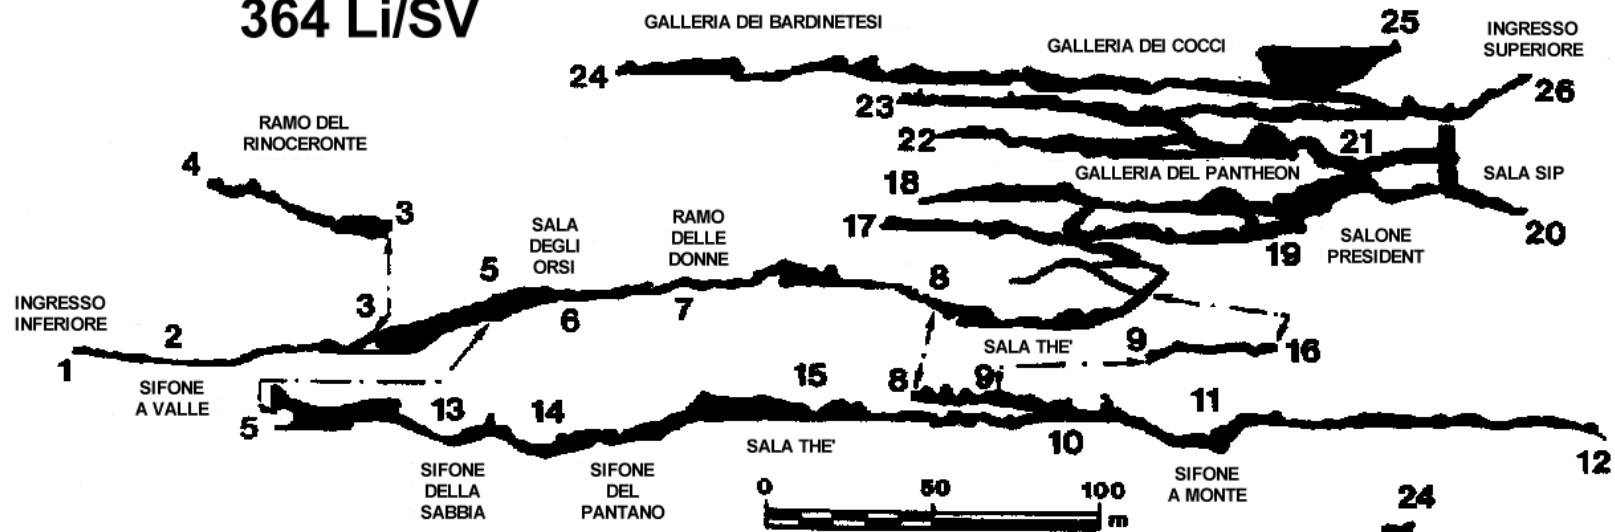 364 Li/SV
GALLERIA DEI BARDINETESI
25
INGRESSO
SUPERIORE
GALLERIA DEI COCCI
24
26
23
RAMO DEL
RINOCERONTE
22
21
4
GALLERIA DEL PANTHEON
SALA SIP
18
3
17
RAMO
DELLE
DONNE
SALA
DEGLI
ORSI
20
19
SALONE
PRESIDENT
5
8
INGRESSO
INFERIORE
3
7
6
2
9
SALA THE'
16
1
SIFONE
A VALLE
15
8
9
11
13
14
5
10
SALA THE'
12
SIFONE
DELLA
SABBIA
SIFONE
DEL
PANTANO
SIFONE
A MONTE
0 50 100
m
24